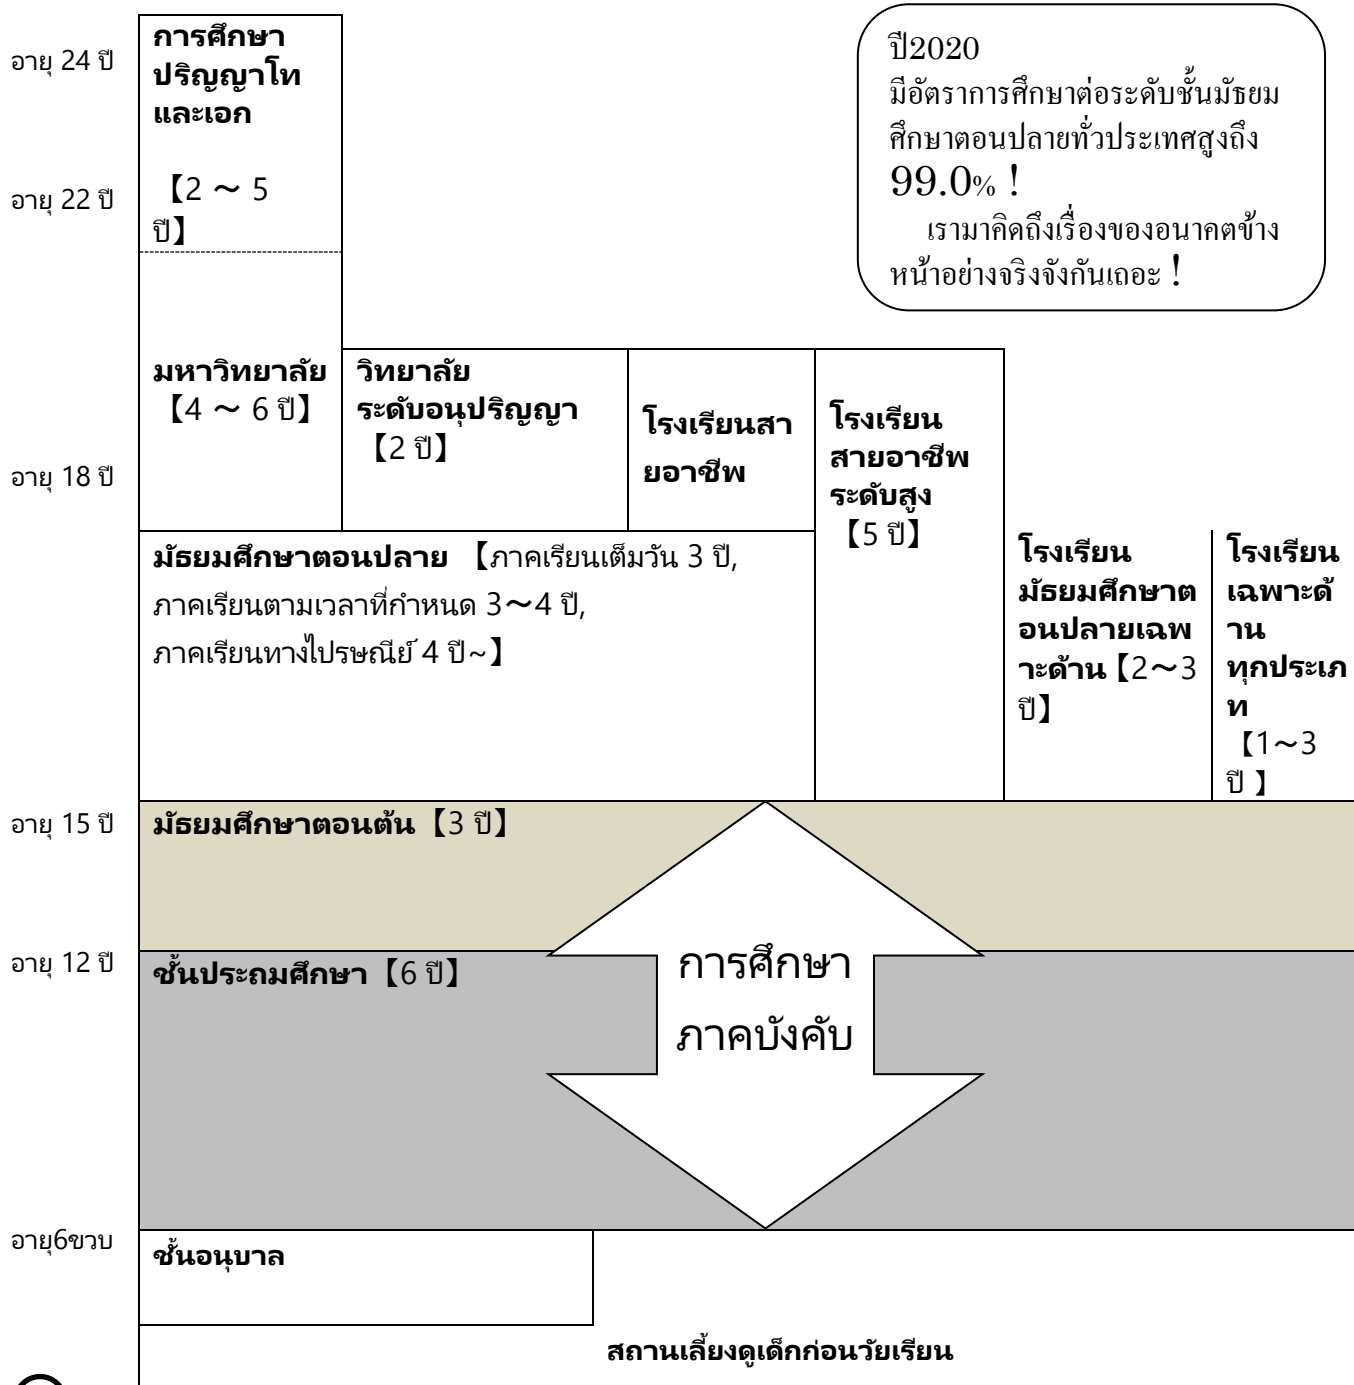 อายุ 24 ปี
การศึกษา
ปริญญาโท
และเอก
【2 ～ 5
ปี】
อายุ 22 ปี
ปี2020
มีอัตราการศึกษาต่อระดับชั้นมัธยม
ศึกษาตอนปลายทั่วประเทศสูงถึง
99.0% !
เรามาคิดถึงเรื่องของอนาคตข้าง
หน้าอย่างจริงจังกันเถอะ !
มหาวิทยาลัย
【4 ～ 6 ปี】
วิทยาลัย
ระดับอนุปริญญา
【2 ปี】
โรงเรียนสา
ยอาชีพ
โรงเรียน
สายอาชีพ
ระดับสูง
【5 ปี】
อายุ 18 ปี
มัธยมศึกษาตอนปลาย 【ภาคเรียนเต็มวัน 3 ปี,
ภาคเรียนตามเวลาที่กำหนด 3～4 ปี,
ภาคเรียนทางไปรษณีย์ 4 ปี~】
โรงเรียน
มัธยมศึกษาต
อนปลายเฉพ
าะด้าน【2～3
ปี】
โรงเรียน
เฉพาะด้
าน
ทุกประเภ
ท
【1～3
ปี 】
อายุ 15 ปี
มัธยมศึกษาตอนต้น【3 ปี】
อายุ 12 ปี
ชั้นประถมศึกษา【6 ปี】
การศึกษา
ภาคบังคับ
อายุ6ขวบ
ชั้นอนุบาล
สถานเลี้ยงดูเด็กก่อนวัยเรียน